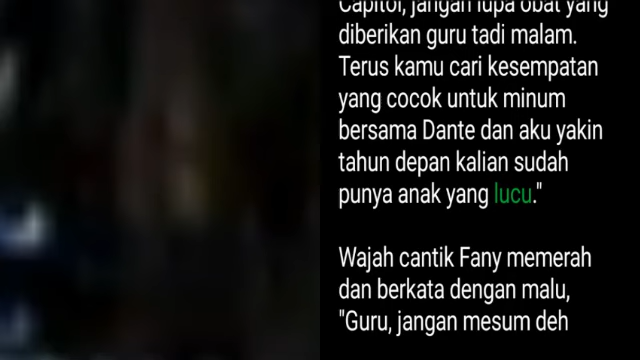 Capitol, jangan lupa obat yang
diberikan guru tadi malam.
Terus kamu cari kesempatan
yang cocok untuk minum
bersama Dante dan aku yakin
tahun depan kalian sudah
punya anak yang lucu."
Wajah cantik Fany memerah
dan berkata dengan malu,
"Guru, jangan mesum deh